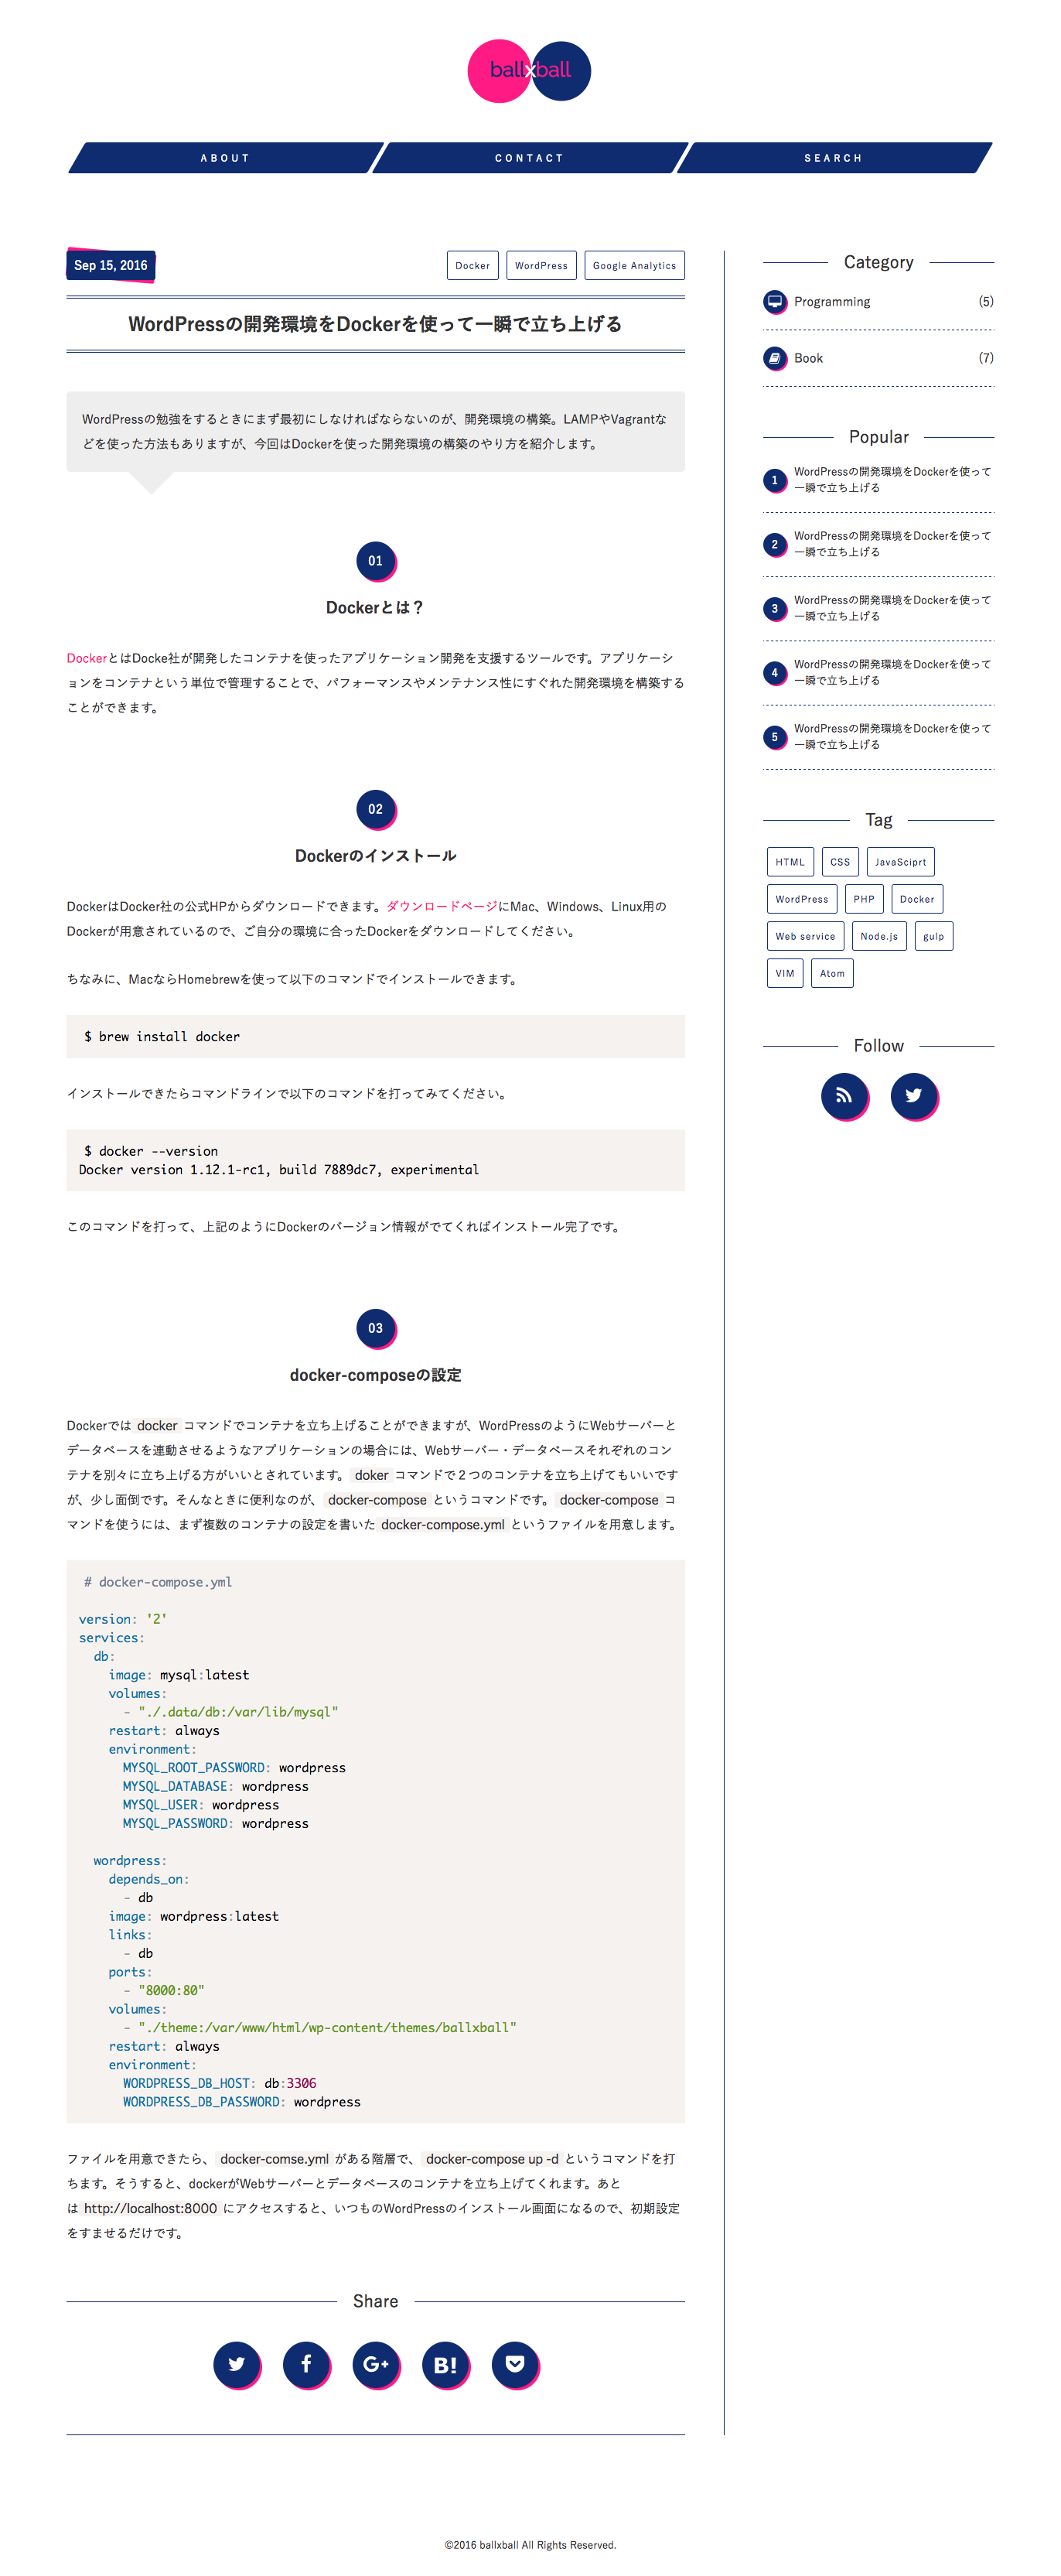 ballxball
ABOUT
CONTACT
SEARCH
Sep 15, 2016
Docker
WordPress
Google Analytics
WordPressの開発環境をDockerを使って一瞬で立ち上げる
WordPressの勉強をするときにまず最初にしなければならないのが、開発環境の構築。LAMPやVagrantな
どを使った方法もありますが、今回はDockerを使った開発環境の構築のやり方を紹介します。
01
Dockerとは？
DockerとはDocke社が開発したコンテナを使ったアプリケーション開発を支援するツールです。アプリケーシ
ョンをコンテナという単位で管理することで、パフォーマンスやメンテナンス性にすぐれた開発環境を構築する
ことができます。
02
Dockerのインストール
DockerはDocker社の公式HPからダウンロードできます。ダウンロードページにMac、Windows、Linux用の
Dockerが用意されているので、ご自分の環境に合ったDockerをダウンロードしてください。
ちなみに、MacならHomebrewを使って以下のコマンドでインストールできます。
$ brew install docker
インストールできたらコマンドラインで以下のコマンドを打ってみてください。
$ docker --version
Docker version 1.12.1-rc1, build 7889dc7, experimental
このコマンドを打って、上記のようにDockerのバージョン情報がでてくればインストール完了です。
03
docker-composeの設定
Dockerでは docker コマンドでコンテナを立ち上げることができますが、WordPressのようにWebサーバーと
データベースを連動させるようなアプリケーションの場合には、Webサーバー・データベースそれぞれのコン
テナを別々に立ち上げる方がいいとされています。 doker コマンドで２つのコンテナを立ち上げてもいいです
が、少し面倒です。そんなときに便利なのが、 docker-compose というコマンドです。 docker-compose コ
マンドを使うには、まず複数のコンテナの設定を書いた docker-compose.yml というファイルを用意します。
# docker-compose.yml
version: '2'
services:
db:
image: mysql:latest
volumes:
- "./.data/db:/var/lib/mysql"
restart: always
environment:
MYSQL_ROOT_PASSWORD: wordpress
MYSQL_DATABASE: wordpress
MYSQL_USER: wordpress
MYSQL_PASSWORD: wordpress
wordpress:
depends_on:
- db
image: wordpress:latest
links:
- db
ports:
- "8000:80"
volumes:
- "./theme:/var/www/html/wp-content/themes/ballxball"
restart: always
environment:
WORDPRESS_DB_HOST: db:3306
WORDPRESS_DB_PASSWORD: wordpress
ファイルを用意できたら、 docker-comse.yml がある階層で、 docker-compose up -d というコマンドを打
ちます。そうすると、dockerがWebサーバーとデータベースのコンテナを立ち上げてくれます。あと
は http://localhost:8000 にアクセスすると、いつものWordPressのインストール画面になるので、初期設定
をすませるだけです。
Share
G+
B!
Category
Programming (5)
Book (7)
Popular
1 WordPressの開発環境をDockerを使って
一瞬で立ち上げる
2 WordPressの開発環境をDockerを使って
一瞬で立ち上げる
3 WordPressの開発環境をDockerを使って
一瞬で立ち上げる
4 WordPressの開発環境をDockerを使って
一瞬で立ち上げる
5 WordPressの開発環境をDockerを使って
一瞬で立ち上げる
Tag
HTML CSS JavaSciprt
WordPress PHP Docker
Web service Node.js gulp
VIM Atom
Follow
©2016 ballxball All Rights Reserved.